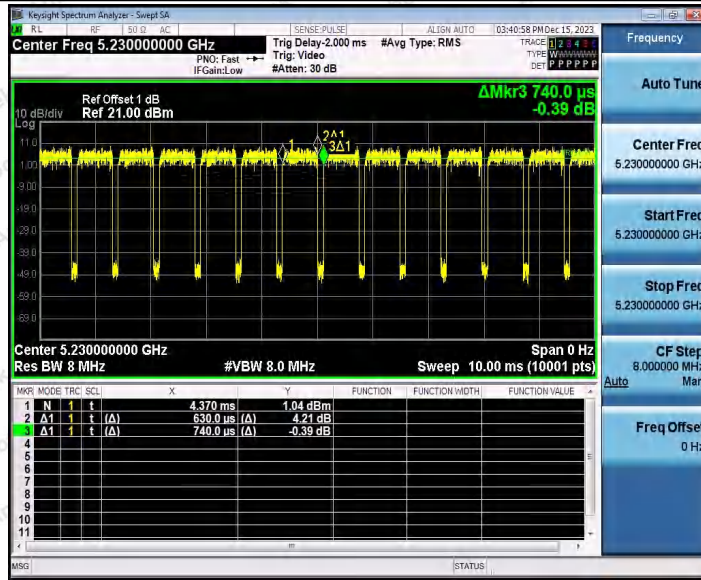 Keysight Spectrum Analyzer - Swept SA
RL RF 50 Ω AC SENSE:PULSE ALIGN AUTO 03:40:58 PM Dec 15, 2023
Center Freq 5.230000000 GHz
PNO: Fast
IFGain:Low
Trig Delay-2.000 ms
Trig: Video
#Atten: 30 dB
#Avg Type: RMS
TRACE 1 2 3 4 5 6
TYPE
DET P P P P P P
ΔMkr3 740.0 µs
-0.39 dB
Ref Offset 1 dB
10 dB/div Ref 21.00 dBm
Log
11.0
1.00
-9.00
-19.0
-29.0
-39.0
-49.0
-59.0
-69.0
1
2Δ1
3Δ1
Center 5.230000000 GHz Span 0 Hz
Res BW 8 MHz #VBW 8.0 MHz Sweep 10.00 ms (10001 pts)
MKR MODE TRC SCL X Y FUNCTION FUNCTION WIDTH FUNCTION VALUE
1 N 1 t 4.370 ms 1.04 dBm
2 Δ1 1 t (Δ) 630.0 µs (Δ) 4.21 dB
3 Δ1 1 t (Δ) 740.0 µs (Δ) -0.39 dB
4
5
6
7
8
9
10
11
MSG STATUS
Frequency
Auto Tune
Center Freq
5.230000000 GHz
Start Freq
5.230000000 GHz
Stop Freq
5.230000000 GHz
CF Step
8.000000 MHz
Auto Man
Freq Offset
0 Hz